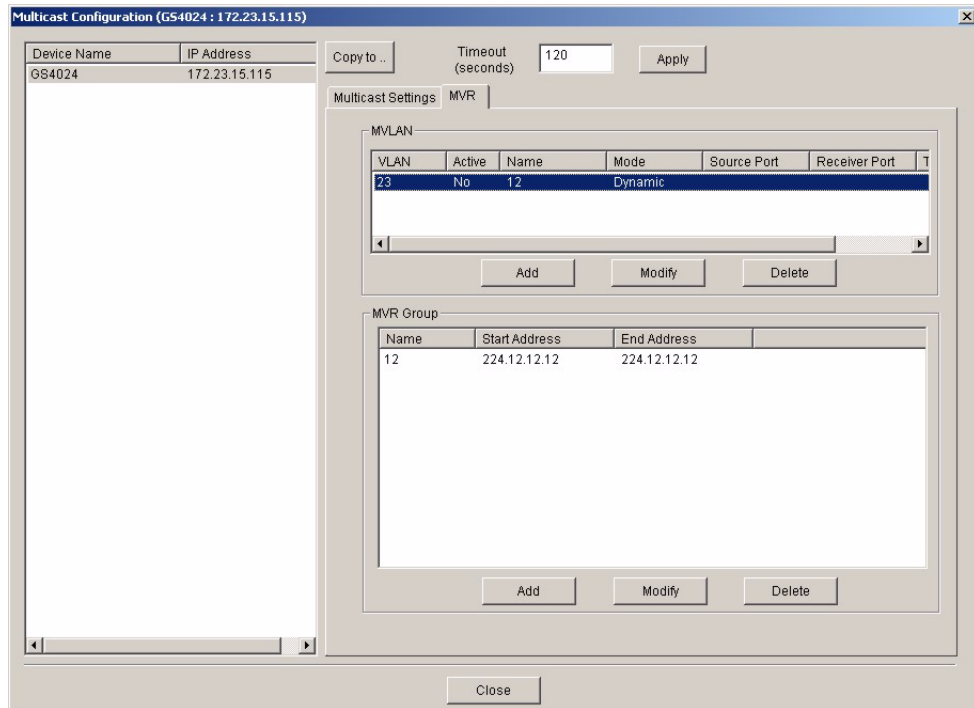 Multicast Configuration (GS4024 : 172.23.15.115)
Device Name IP Address
GS4024 172.23.15.115
Copy to ..
Timeout
(seconds)
120
Apply
Multicast Settings MVR
MVLAN
VLAN Active Name Mode Source Port Receiver Port T
23 No 12 Dynamic
Add Modify Delete
MVR Group
Name Start Address End Address
12 224.12.12.12 224.12.12.12
Add Modify Delete
Close